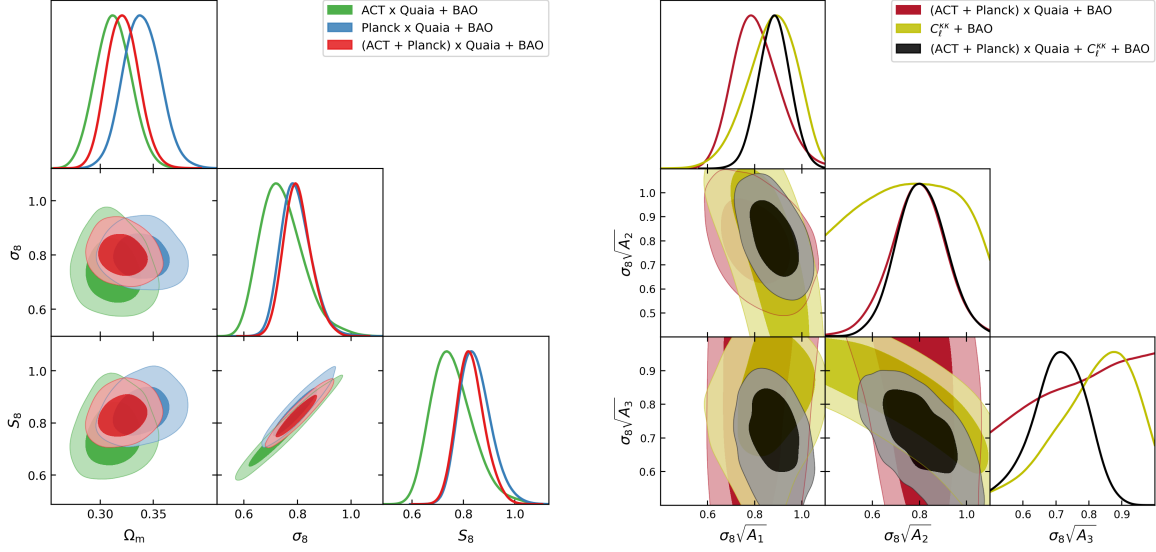 ACT x Quaia + BAO
Planck x Quaia + BAO
(ACT + Planck) x Quaia + BAO
1.0
0.8
0.6
σ₈
1.0
0.8
0.6
S₈
0.30 0.35
Ωₘ
0.6 0.8 1.0
σ₈
0.6 0.8 1.0
S₈
(ACT + Planck) x Quaia + BAO
C_ℓ^κκ + BAO
(ACT + Planck) x Quaia + C_ℓ^κκ + BAO
1.0
0.9
0.8
0.7
0.6
0.5
σ₈√A₂
0.9
0.8
0.7
0.6
σ₈√A₃
0.6 0.8 1.0
σ₈√A₁
0.6 0.8 1.0
σ₈√A₂
0.6 0.7 0.8 0.9
σ₈√A₃